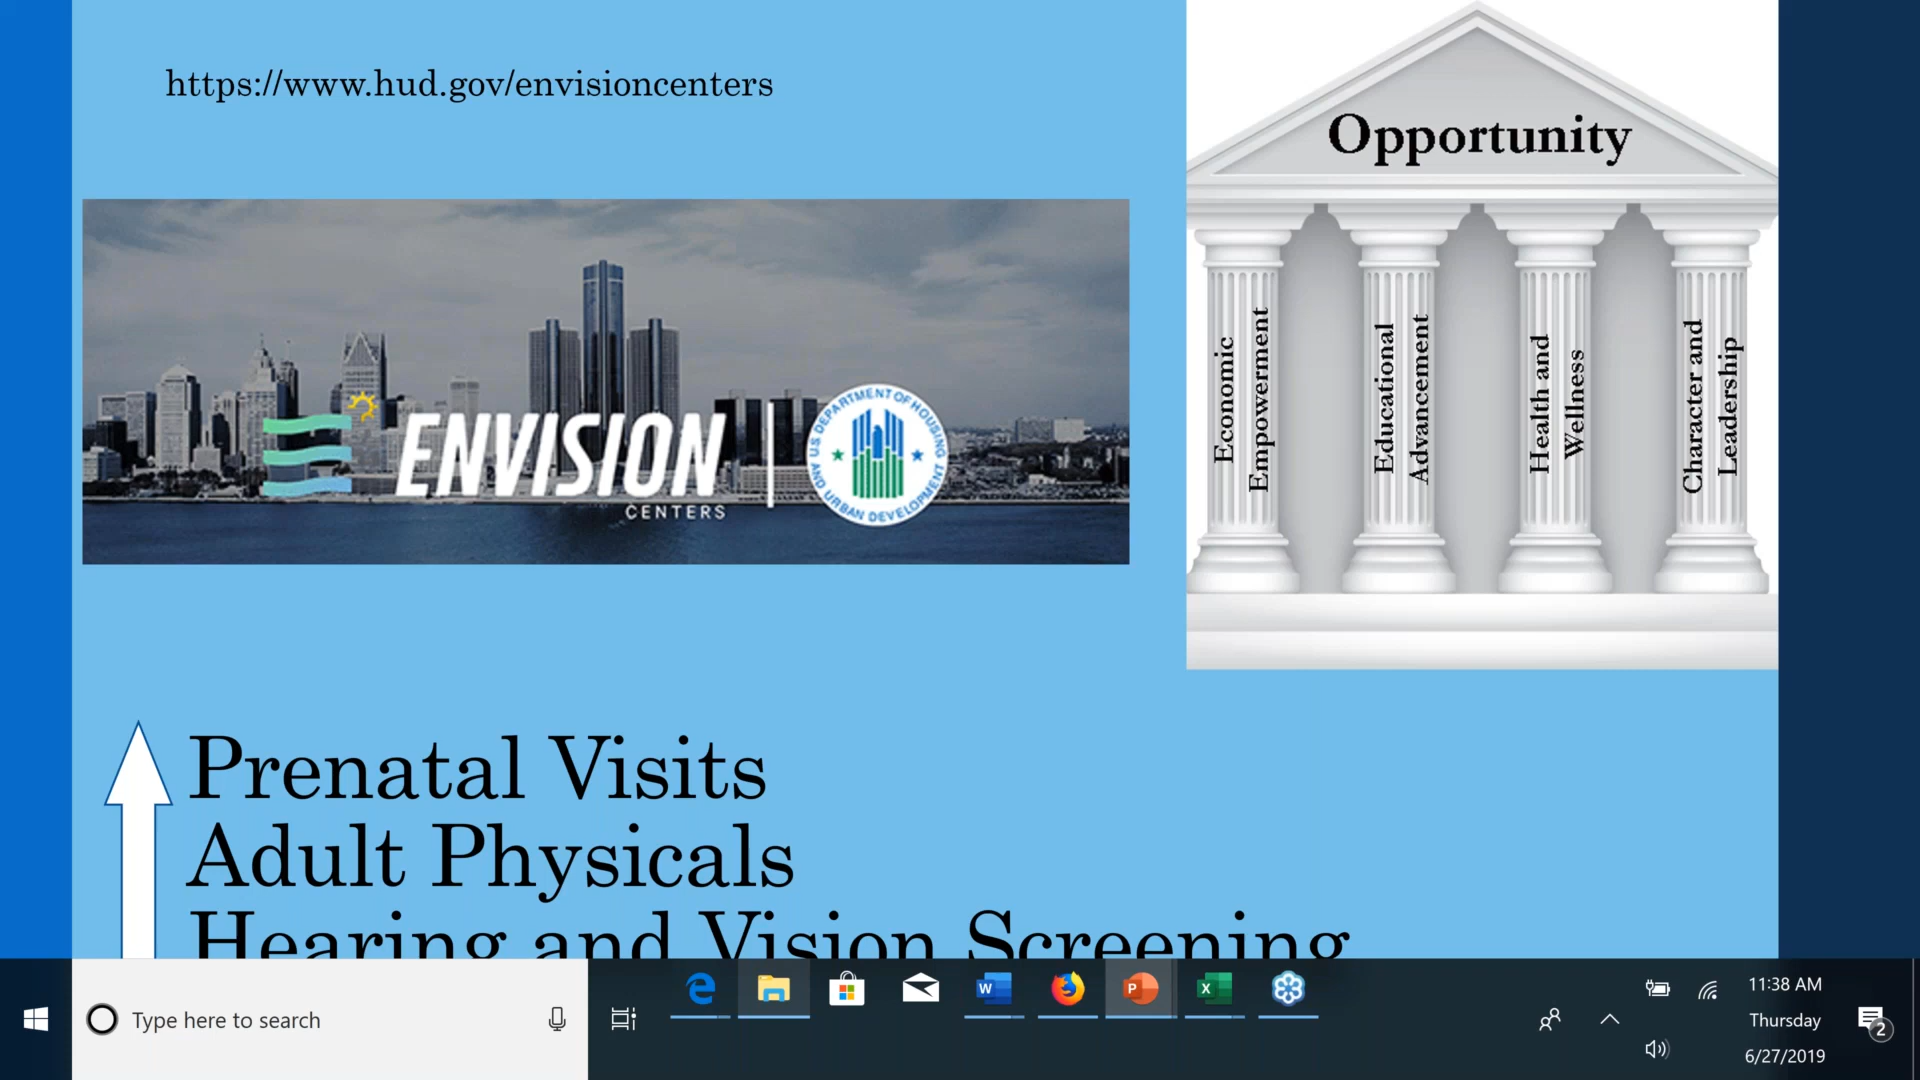 https://www.hud.gov/envisioncenters
Opportunity
Economic
Empowerment
Educational
Advancement
Health and
Wellness
Character and
Leadership
ENVISION
CENTERS
U.S. DEPARTMENT OF HOUSING
AND URBAN DEVELOPMENT
Prenatal Visits
Adult Physicals
Hearing and Vision Screening
Type here to search
W
P
X
11:38 AM
Thursday
6/27/2019
2